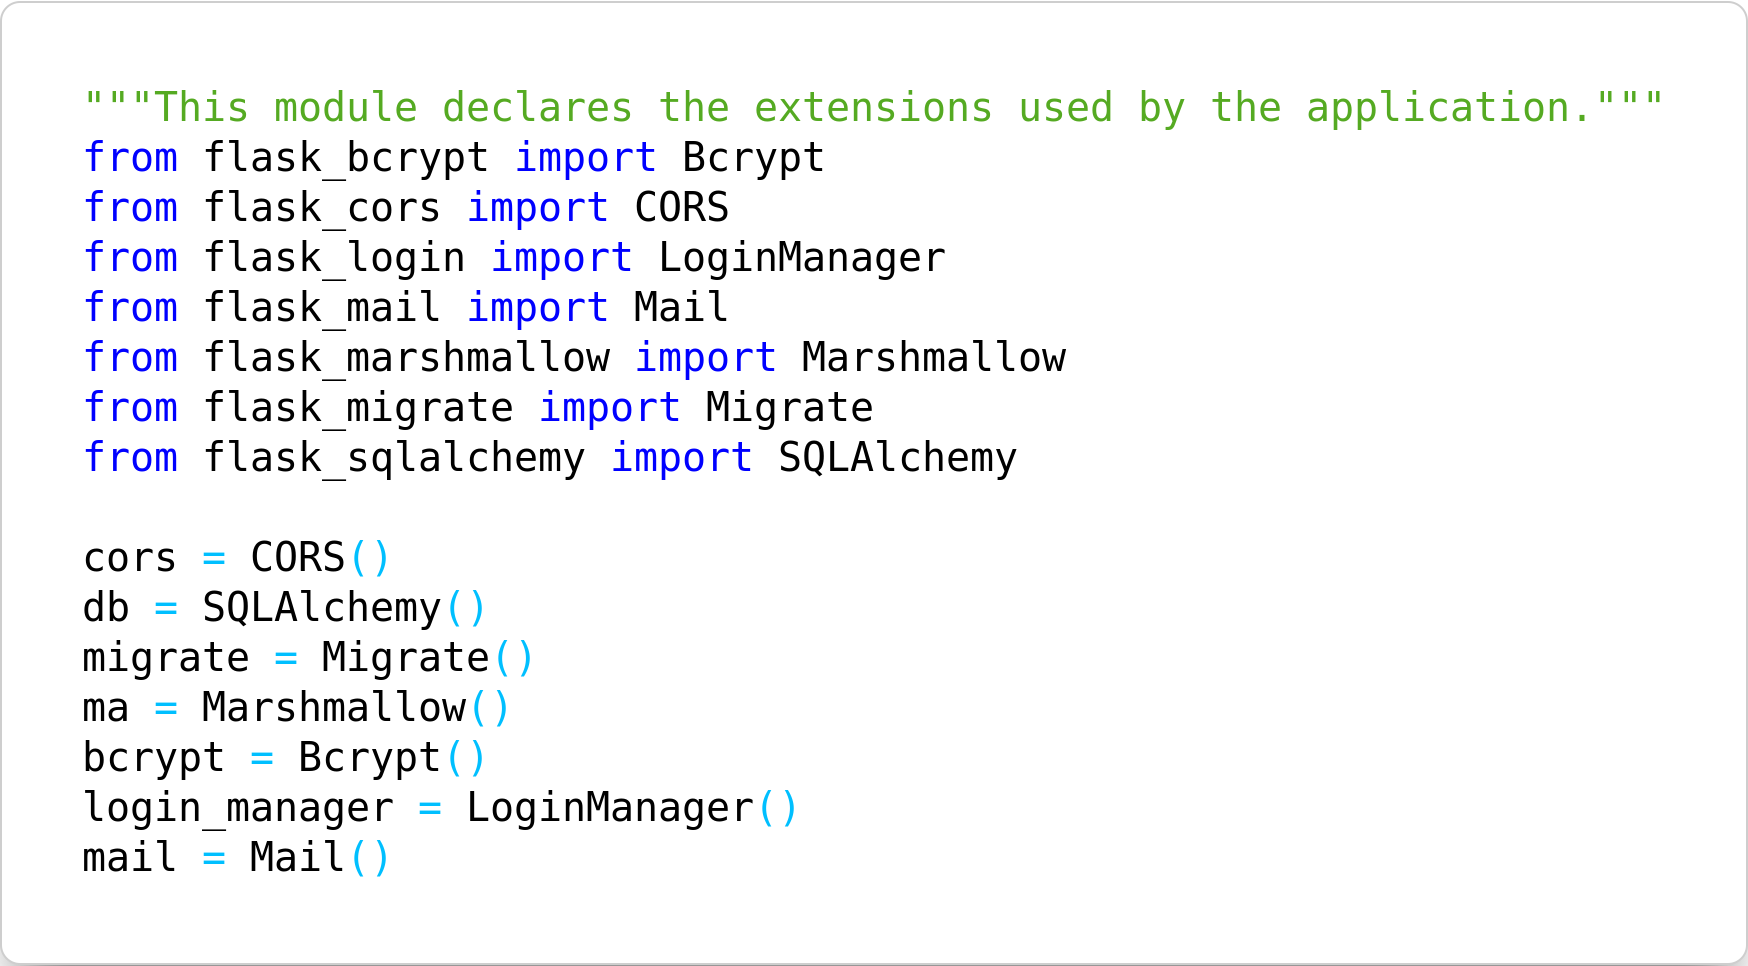 """This module declares the extensions used by the application."""
from flask_bcrypt import Bcrypt
from flask_cors import CORS
from flask_login import LoginManager
from flask_mail import Mail
from flask_marshmallow import Marshmallow
from flask_migrate import Migrate
from flask_sqlalchemy import SQLAlchemy

cors = CORS()
db = SQLAlchemy()
migrate = Migrate()
ma = Marshmallow()
bcrypt = Bcrypt()
login_manager = LoginManager()
mail = Mail()